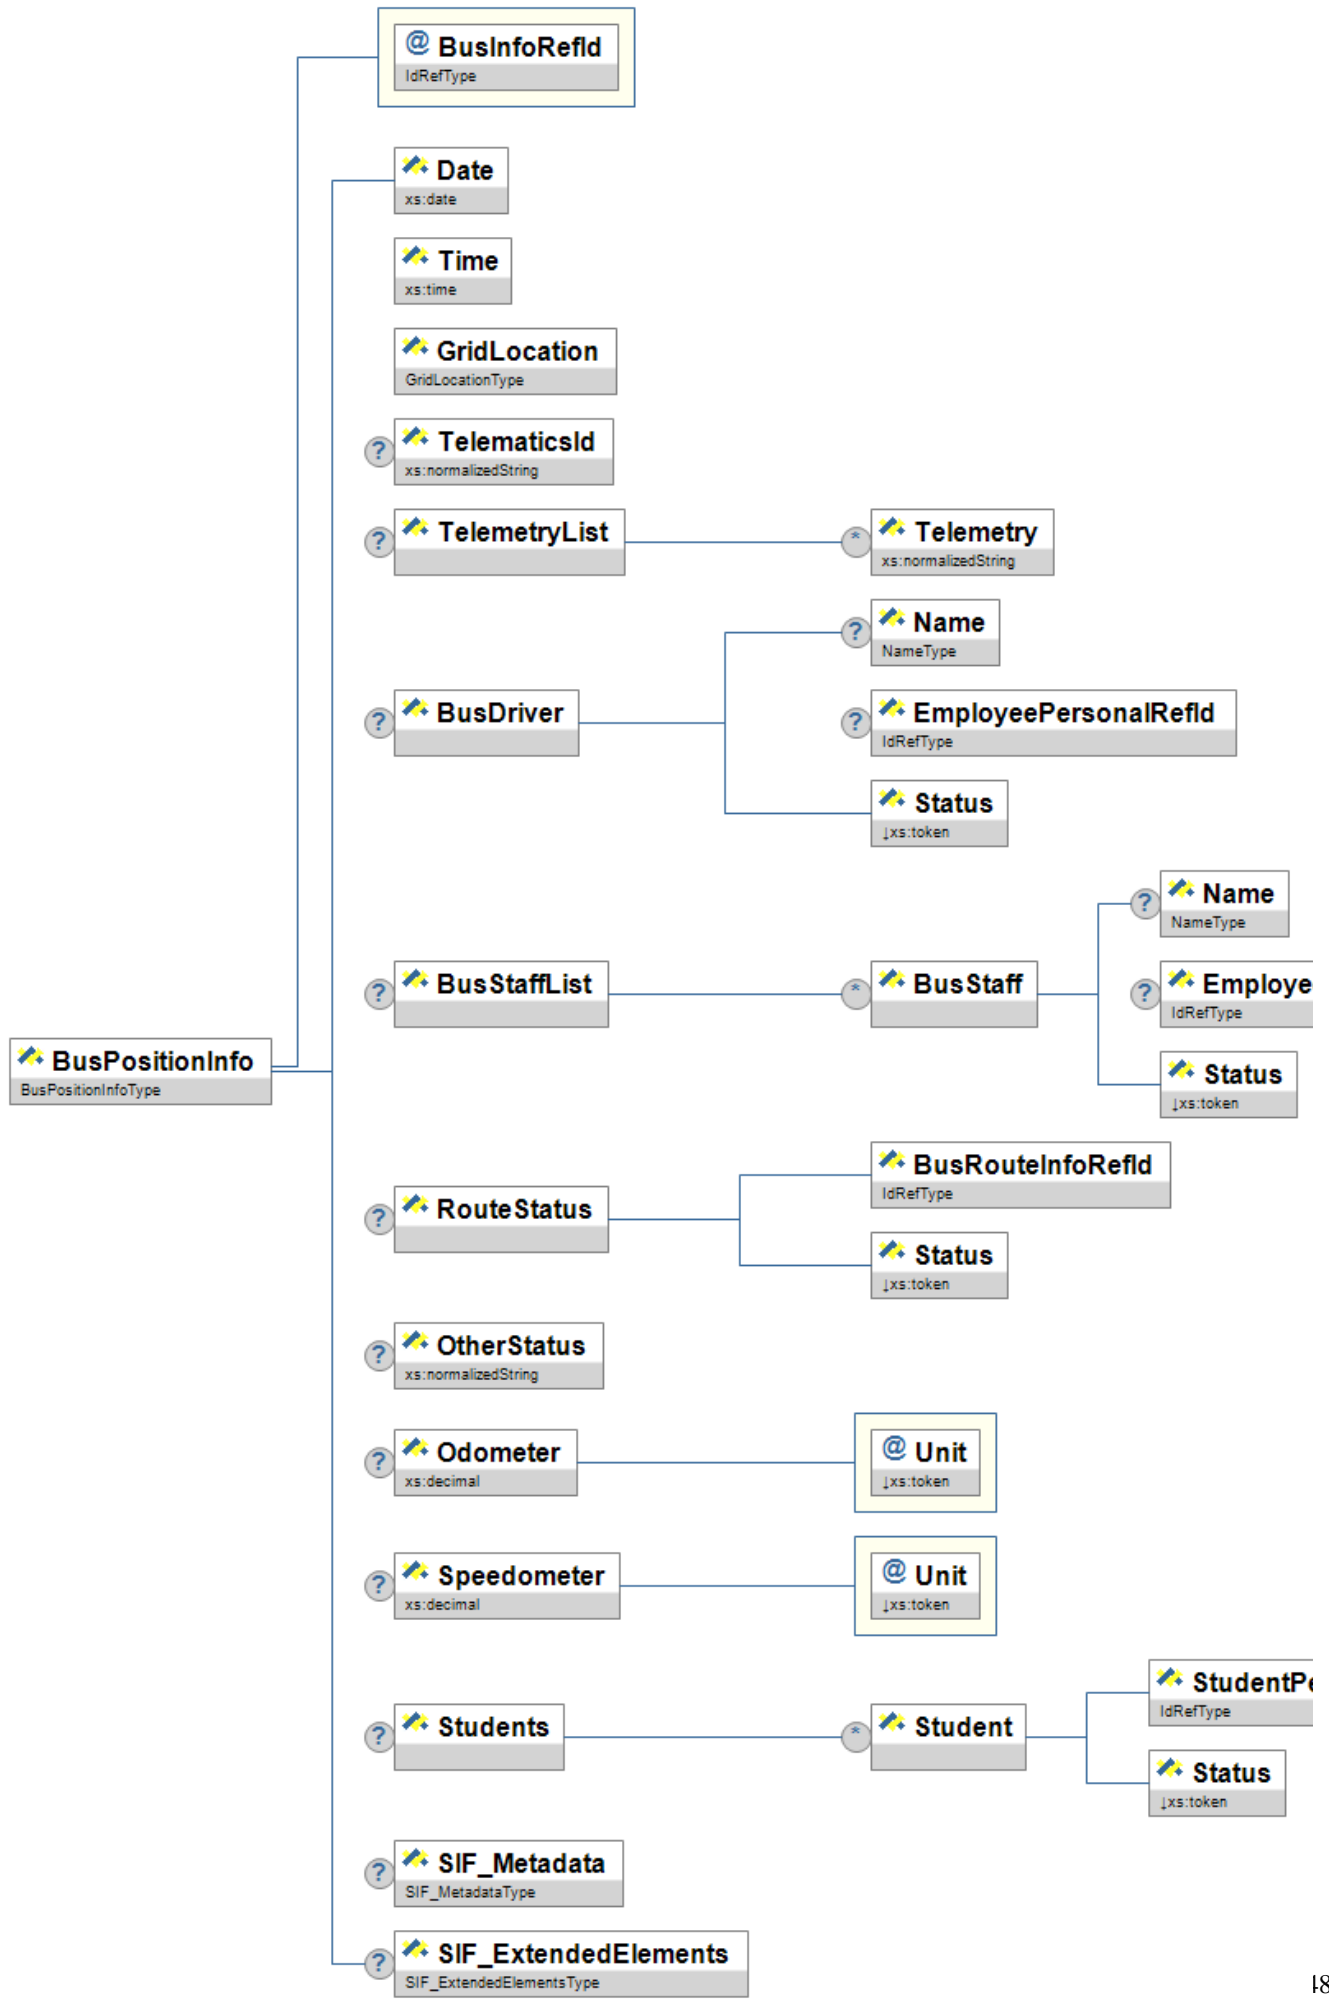 @ BusInfoRefId
IdRefType
Date
xs:date
Time
xs:time
GridLocation
GridLocationType
? TelematicsId
xs:normalizedString
? TelemetryList
* Telemetry
xs:normalizedString
? BusDriver
? Name
NameType
? EmployeePersonalRefId
IdRefType
Status
↓xs:token
? BusStaffList
* BusStaff
? Name
NameType
? Employe
IdRefType
Status
↓xs:token
BusPositionInfo
BusPositionInfoType
? RouteStatus
BusRouteInfoRefId
IdRefType
Status
↓xs:token
? OtherStatus
xs:normalizedString
? Odometer
xs:decimal
@ Unit
↓xs:token
? Speedometer
xs:decimal
@ Unit
↓xs:token
? Students
* Student
StudentPe
IdRefType
Status
↓xs:token
? SIF_Metadata
SIF_MetadataType
? SIF_ExtendedElements
SIF_ExtendedElementsType